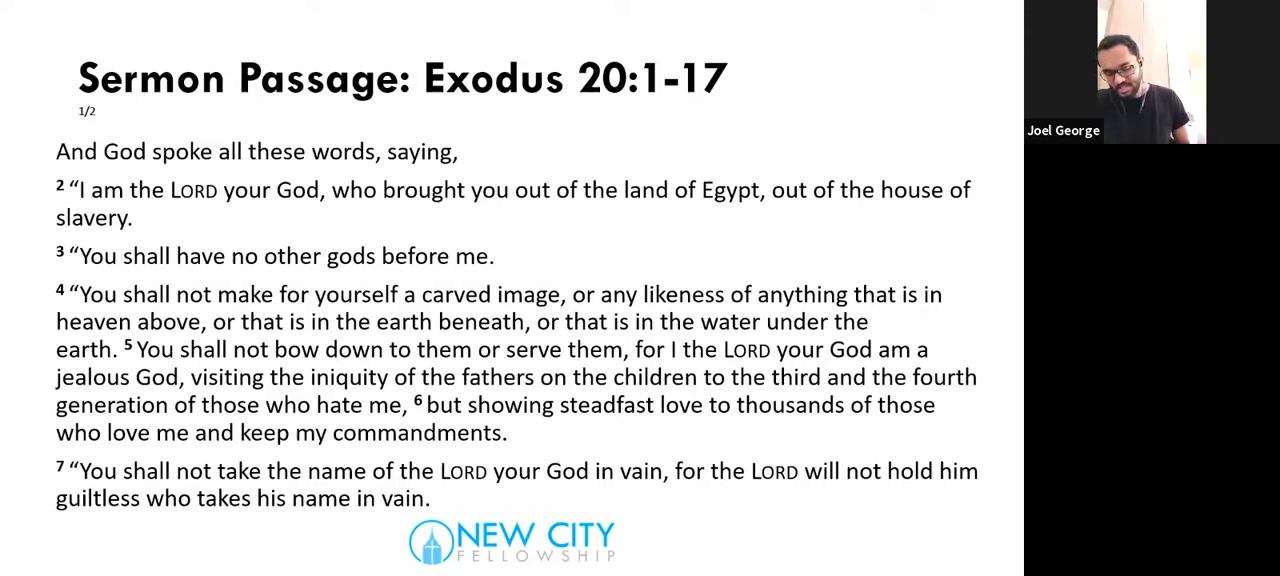 Sermon Passage: Exodus 20:1-17
1/2
And God spoke all these words, saying,
2 “I am the LORD your God, who brought you out of the land of Egypt, out of the house of
slavery.
3 “You shall have no other gods before me.
4 “You shall not make for yourself a carved image, or any likeness of anything that is in
heaven above, or that is in the earth beneath, or that is in the water under the
earth. 5 You shall not bow down to them or serve them, for I the LORD your God am a
jealous God, visiting the iniquity of the fathers on the children to the third and the fourth
generation of those who hate me, 6 but showing steadfast love to thousands of those
who love me and keep my commandments.
7 “You shall not take the name of the LORD your God in vain, for the LORD will not hold him
guiltless who takes his name in vain.
NEW CITY
FELLOWSHIP
Joel George